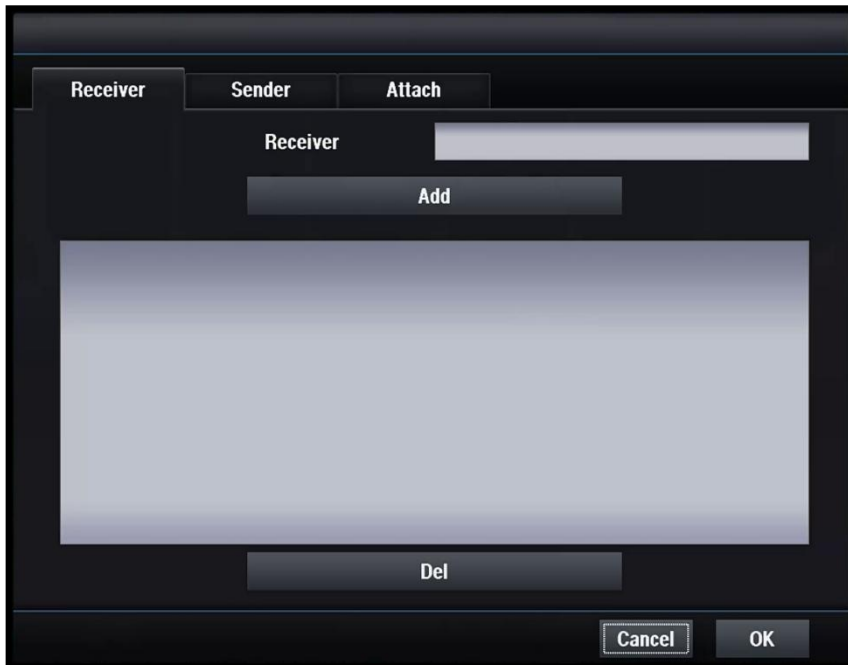 Receiver Sender Attach
Receiver
Add
Del
Cancel OK